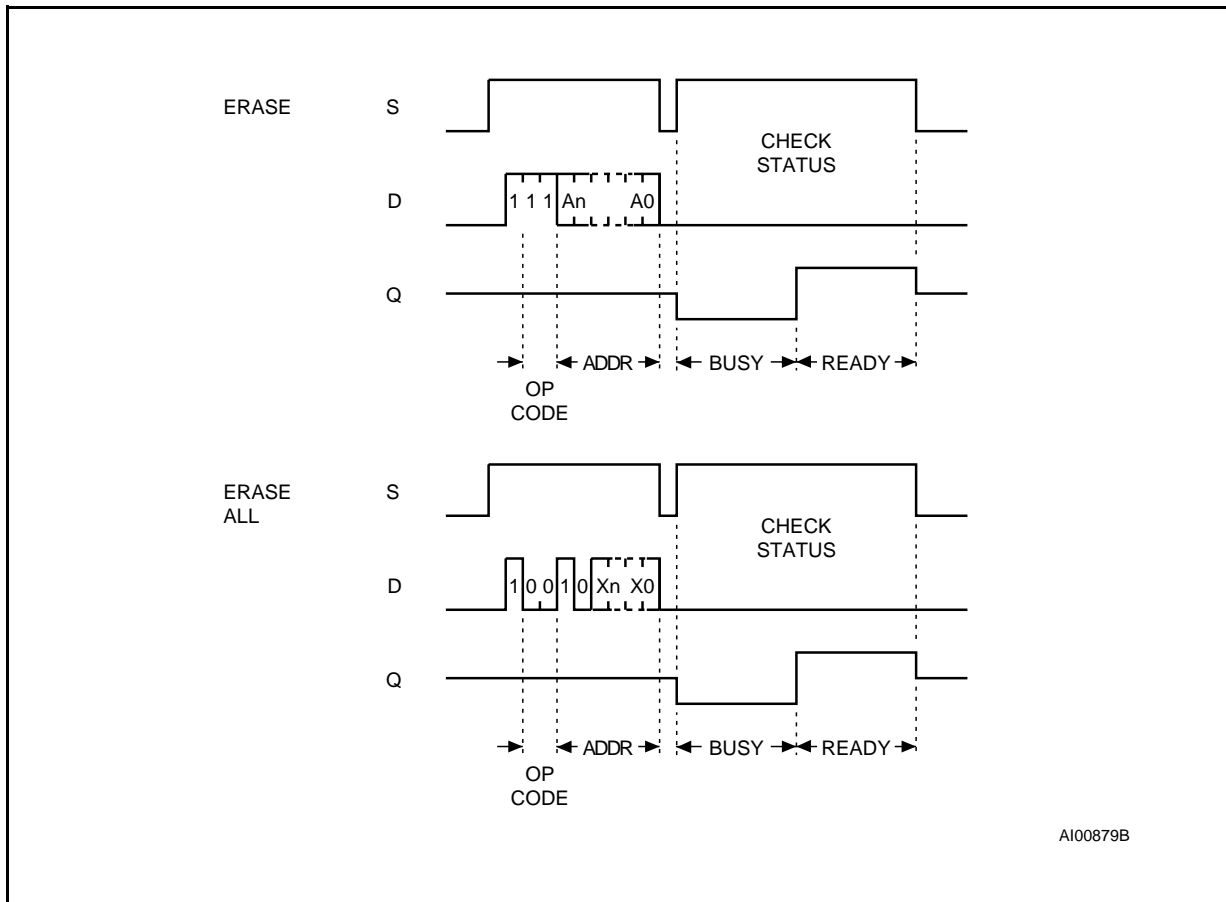 ERASE S
CHECK
STATUS
D 1 1 1 An A0
Q
ADDR BUSY READY
OP
CODE
ERASE
ALL S
CHECK
STATUS
D 1 0 0 1 0 Xn X0
Q
ADDR BUSY READY
OP
CODE
AI00879B